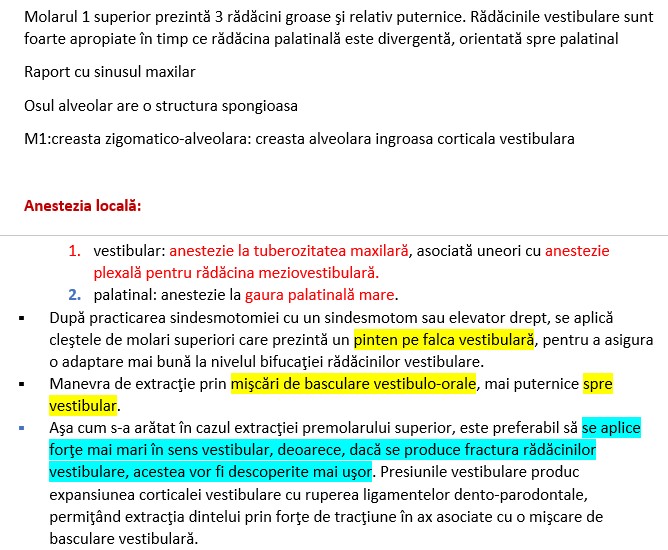 Molarul 1 superior prezintă 3 rădăcini groase şi relativ puternice. Rădăcinile vestibulare sunt
foarte apropiate în timp ce rădăcina palatinală este divergentă, orientată spre palatinal
Raport cu sinusul maxilar
Osul alveolar are o structura spongioasa
M1:creasta zigomatico-alveolara: creasta alveolara ingroasa corticala vestibulara
Anestezia locală:
1. vestibular: anestezie la tuberozitatea maxilară, asociată uneori cu anestezie
plexală pentru rădăcina meziovestibulară.
2. palatinal: anestezie la gaura palatinală mare.
▪ După practicarea sindesmotomiei cu un sindesmotom sau elevator drept, se aplică
cleştele de molari superiori care prezintă un pinten pe falca vestibulară, pentru a asigura
o adaptare mai bună la nivelul bifucaţiei rădăcinilor vestibulare.
▪ Manevra de extracţie prin mişcări de basculare vestibulo-orale, mai puternice spre
vestibular.
▪ Aşa cum s-a arătat în cazul extracţiei premolarului superior, este preferabil să se aplice
forţe mai mari în sens vestibular, deoarece, dacă se produce fractura rădăcinilor
vestibulare, acestea vor fi descoperite mai uşor. Presiunile vestibulare produc
expansiunea corticalei vestibulare cu ruperea ligamentelor dento-parodontale,
permiţând extracţia dintelui prin forţe de tracţiune în ax asociate cu o mişcare de
basculare vestibulară.